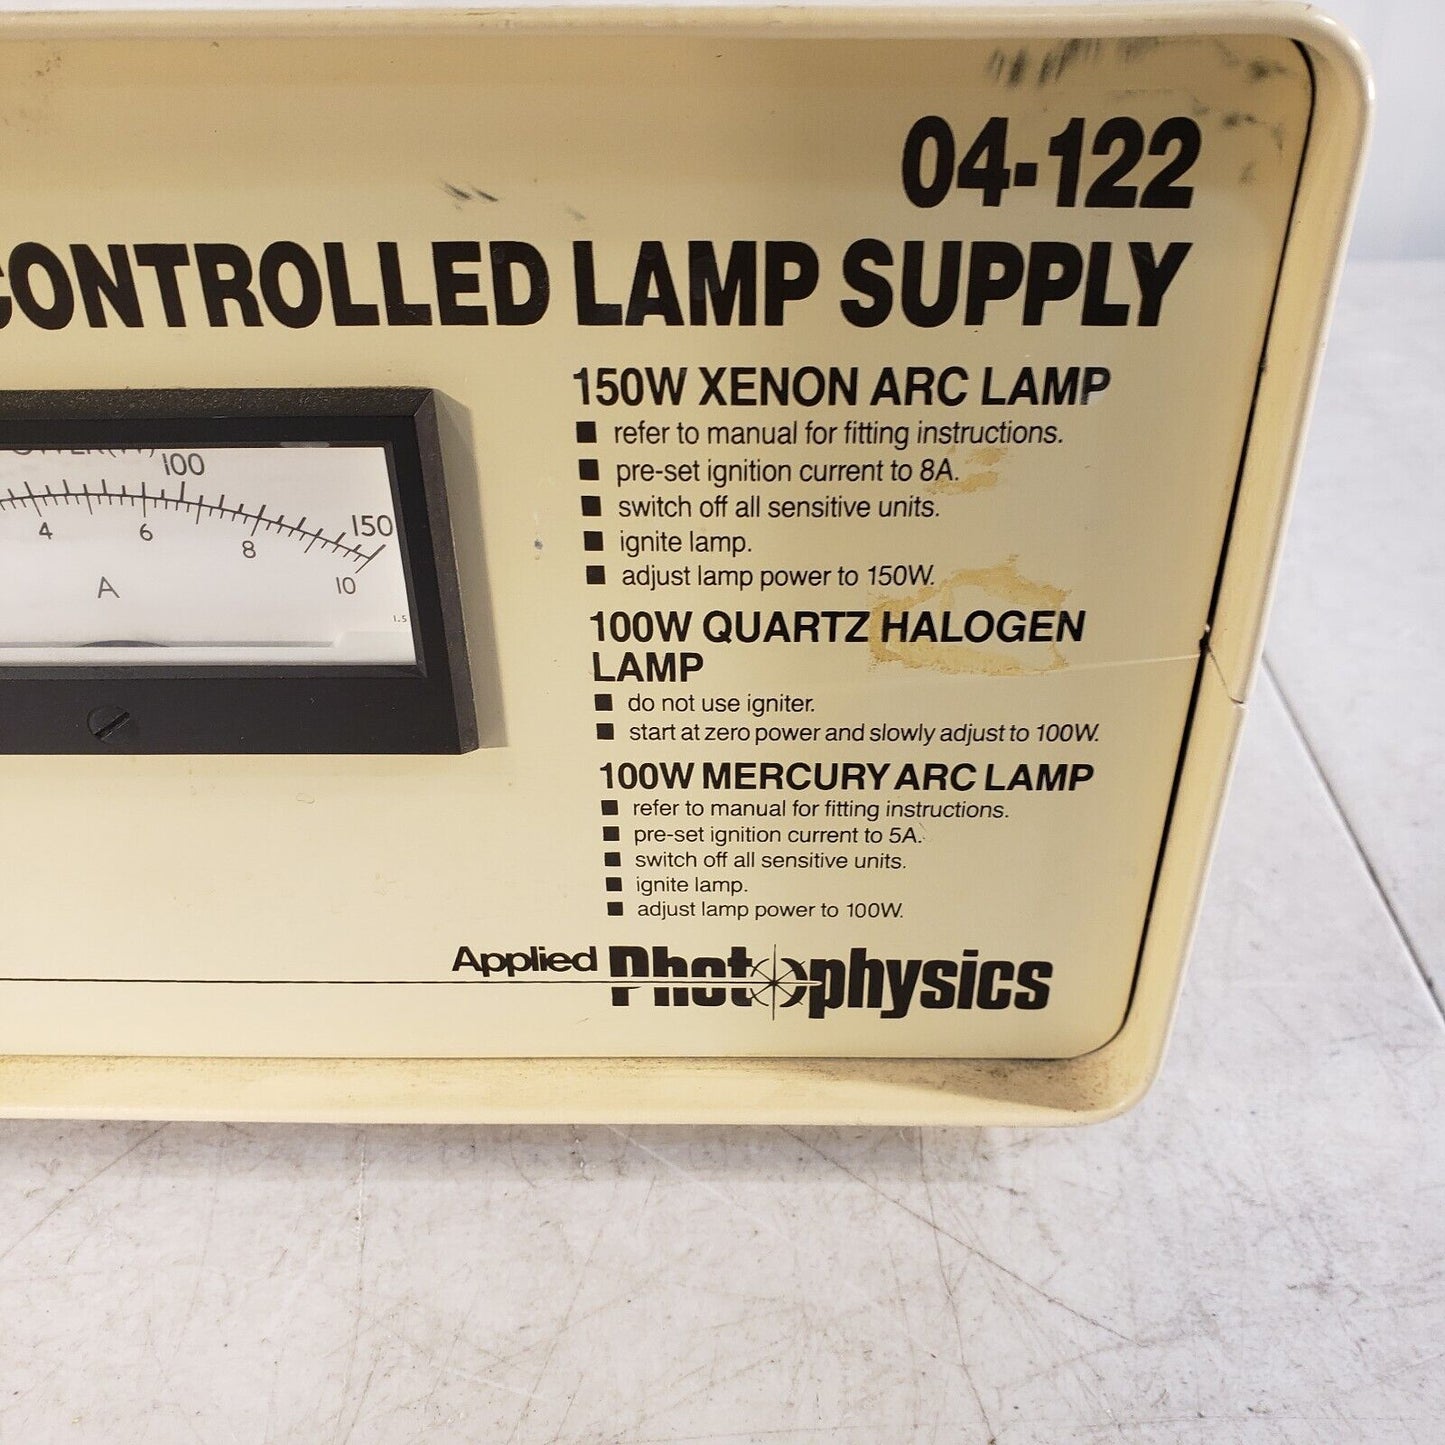 04-122
CONTROLLED LAMP SUPPLY
100
150
4
6
8
10
A
1.5
150W XENON ARC LAMP
■ refer to manual for fitting instructions.
■ pre-set ignition current to 8A.
■ switch off all sensitive units.
■ ignite lamp.
■ adjust lamp power to 150W.
100W QUARTZ HALOGEN
LAMP
■ do not use igniter.
■ start at zero power and slowly adjust to 100W.
100W MERCURY ARC LAMP
■ refer to manual for fitting instructions.
■ pre-set ignition current to 5A.
■ switch off all sensitive units.
■ ignite lamp.
■ adjust lamp power to 100W.
Applied Photophysics